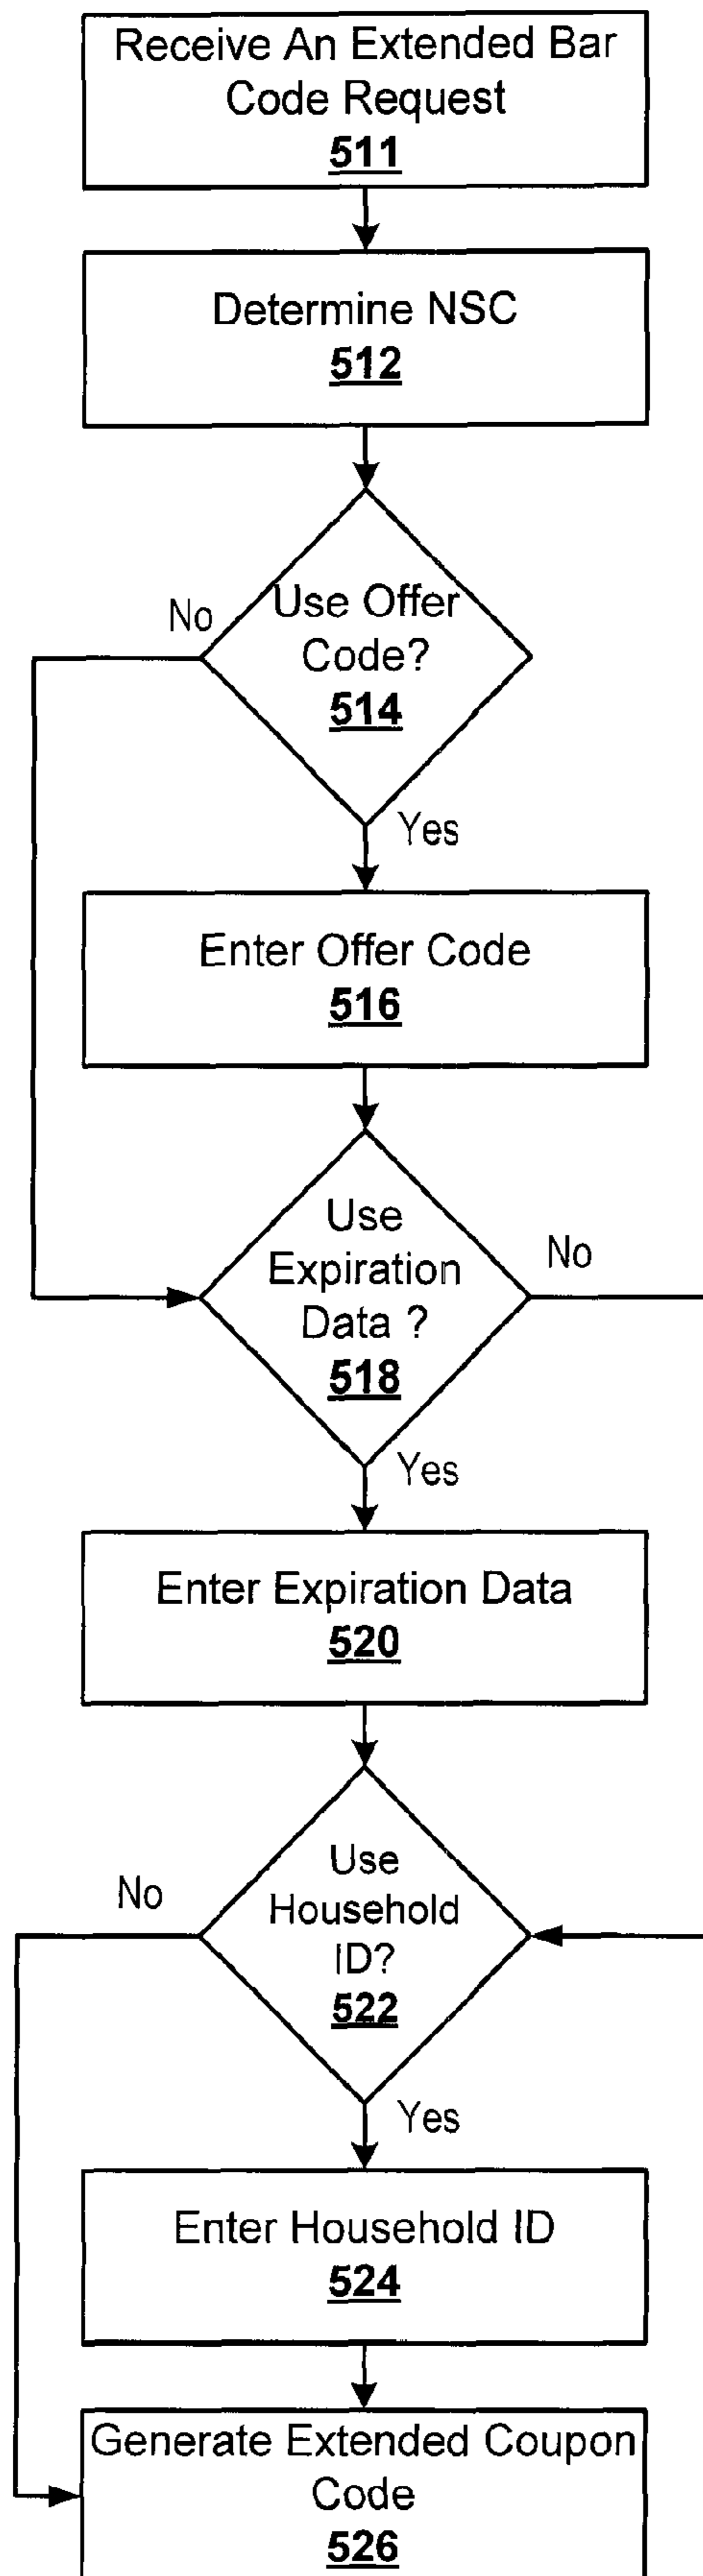 Receive An Extended Bar
Code Request
511
Determine NSC
512
No
Use Offer
Code?
514
Yes
Enter Offer Code
516
Use
Expiration
Data ?
518
No
Yes
Enter Expiration Data
520
No
Use
Household
ID?
522
Yes
Enter Household ID
524
Generate Extended Coupon
Code
526